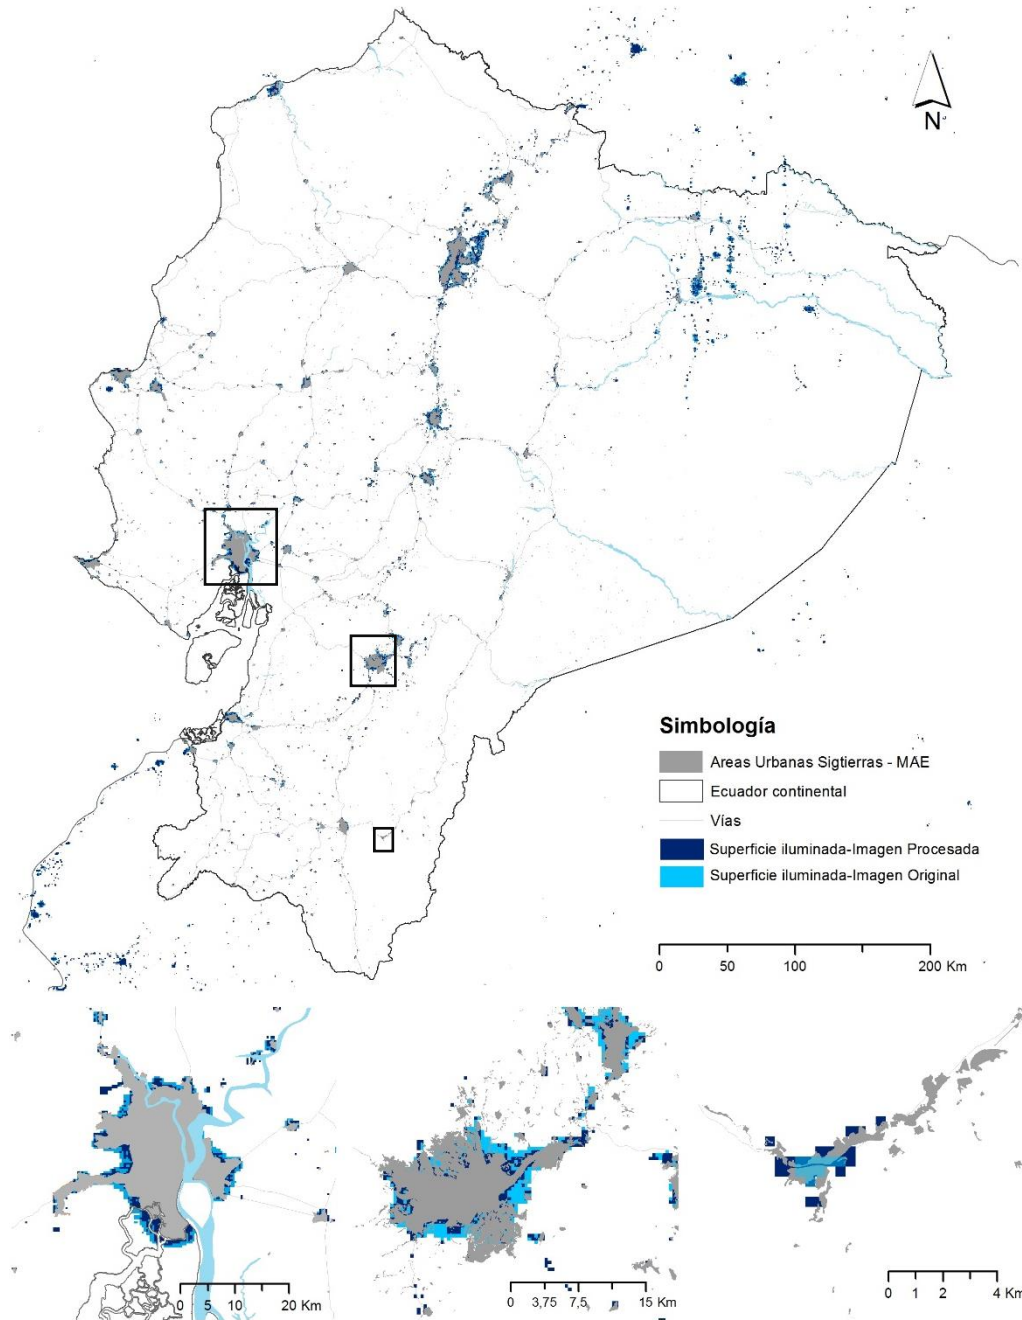 N
Simbología
Areas Urbanas Sigtierras - MAE
Ecuador continental
Vías
Superficie iluminada-Imagen Procesada
Superficie iluminada-Imagen Original
0 50 100 200 Km
0 5 10 20 Km
0 3,75 7,5 15 Km
0 1 2 4 Km